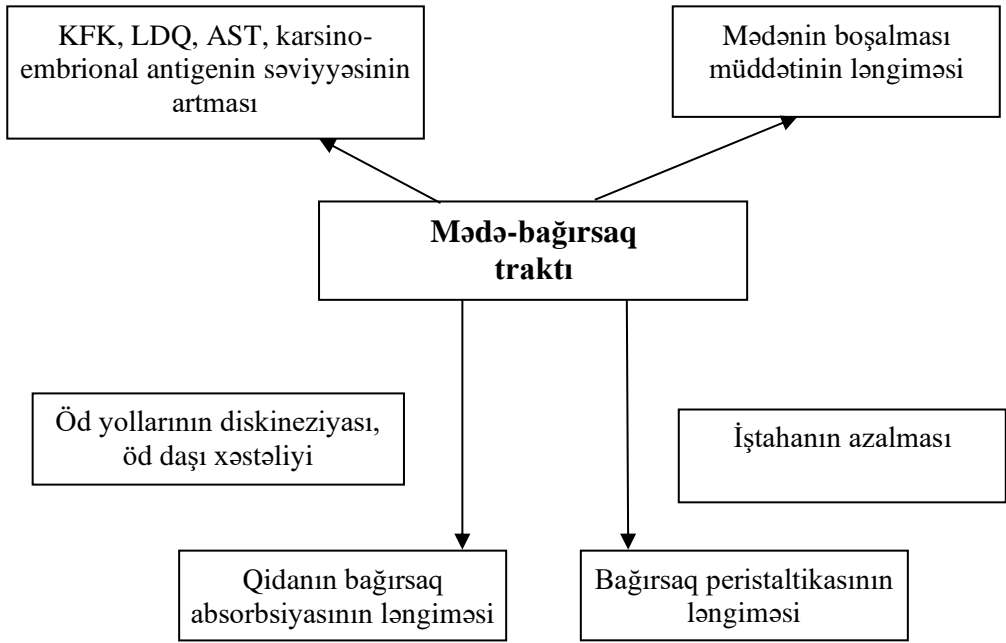 KFK, LDQ, AST, karsino-
embrional antigenin səviyyəsinin
artması
Mədənin boşalması
müddətinin ləngiməsi
Mədə-bağırsaq
traktı
Öd yollarının diskineziyası,
öd daşı xəstəliyi
İştahanın azalması
Qidanın bağırsaq
absorbsiyasının ləngiməsi
Bağırsaq peristaltikasının
ləngiməsi